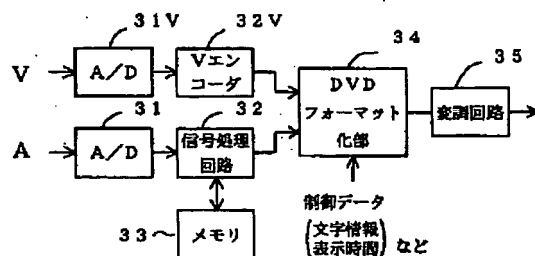 31V
32V
34
35
V
A/D
Vエン
コーダ
DVD
フォーマット
化部
変調回路
31
32
A
A/D
信号処理
回路
制御データ
(文字情報
表示時間) など
33
メモリ